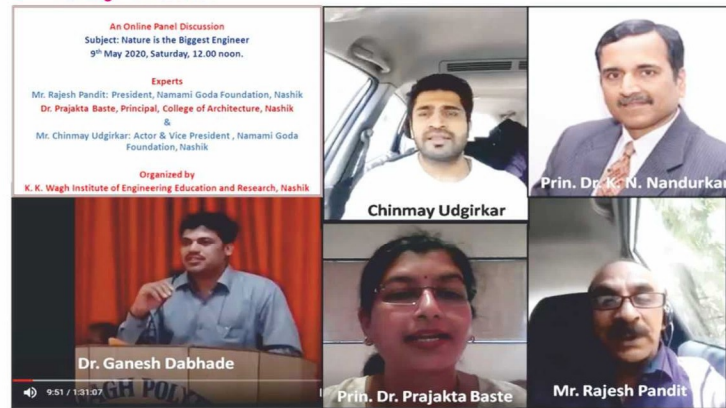 An Online Panel Discussion
Subject: Nature is the Biggest Engineer
9th May 2020, Saturday, 12.00 noon.
Experts
Mr. Rajesh Pandit: President, Namami Goda Foundation, Nashik
Dr. Prajakta Baste, Principal, College of Architecture, Nashik
&
Mr. Chinmay Udgirkar: Actor & Vice President , Namami Goda
Foundation, Nashik
Organized by
K. K. Wagh Institute of Engineering Education and Research, Nashik
Chinmay Udgirkar
Prin. Dr. K. N. Nandurkar
Dr. Ganesh Dabhade
WAGH POLY
9:51 / 1:31:07
Prin. Dr. Prajakta Baste
Mr. Rajesh Pandit